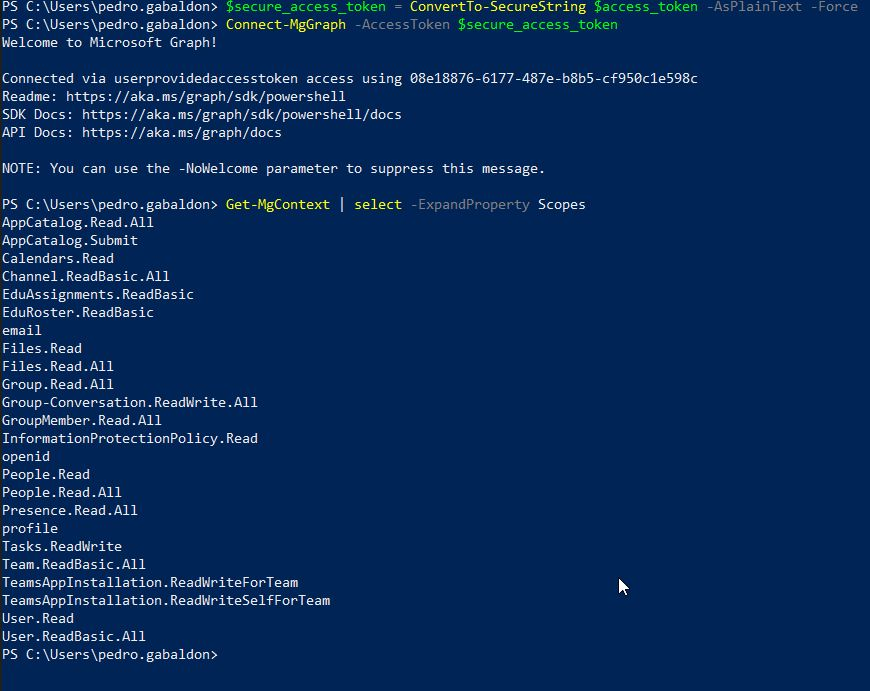 PS C:\Users\pedro.gabaldon> $secure_access_token = ConvertTo-SecureString $access_token -AsPlainText -Force
PS C:\Users\pedro.gabaldon> Connect-MgGraph -AccessToken $secure_access_token
Welcome to Microsoft Graph!
Connected via userprovidedaccesstoken access using 08e18876-6177-487e-b8b5-cf950c1e598c
Readme: https://aka.ms/graph/sdk/powershell
SDK Docs: https://aka.ms/graph/sdk/powershell/docs
API Docs: https://aka.ms/graph/docs
NOTE: You can use the -NoWelcome parameter to suppress this message.
PS C:\Users\pedro.gabaldon> Get-MgContext | select -ExpandProperty Scopes
AppCatalog.Read.All
AppCatalog.Submit
Calendars.Read
Channel.ReadBasic.All
EduAssignments.ReadBasic
EduRoster.ReadBasic
email
Files.Read
Files.Read.All
Group.Read.All
Group-Conversation.ReadWrite.All
GroupMember.Read.All
InformationProtectionPolicy.Read
openid
People.Read
People.Read.All
Presence.Read.All
profile
Tasks.ReadWrite
Team.ReadBasic.All
TeamsAppInstallation.ReadWriteForTeam
TeamsAppInstallation.ReadWriteSelfForTeam
User.Read
User.ReadBasic.All
PS C:\Users\pedro.gabaldon>